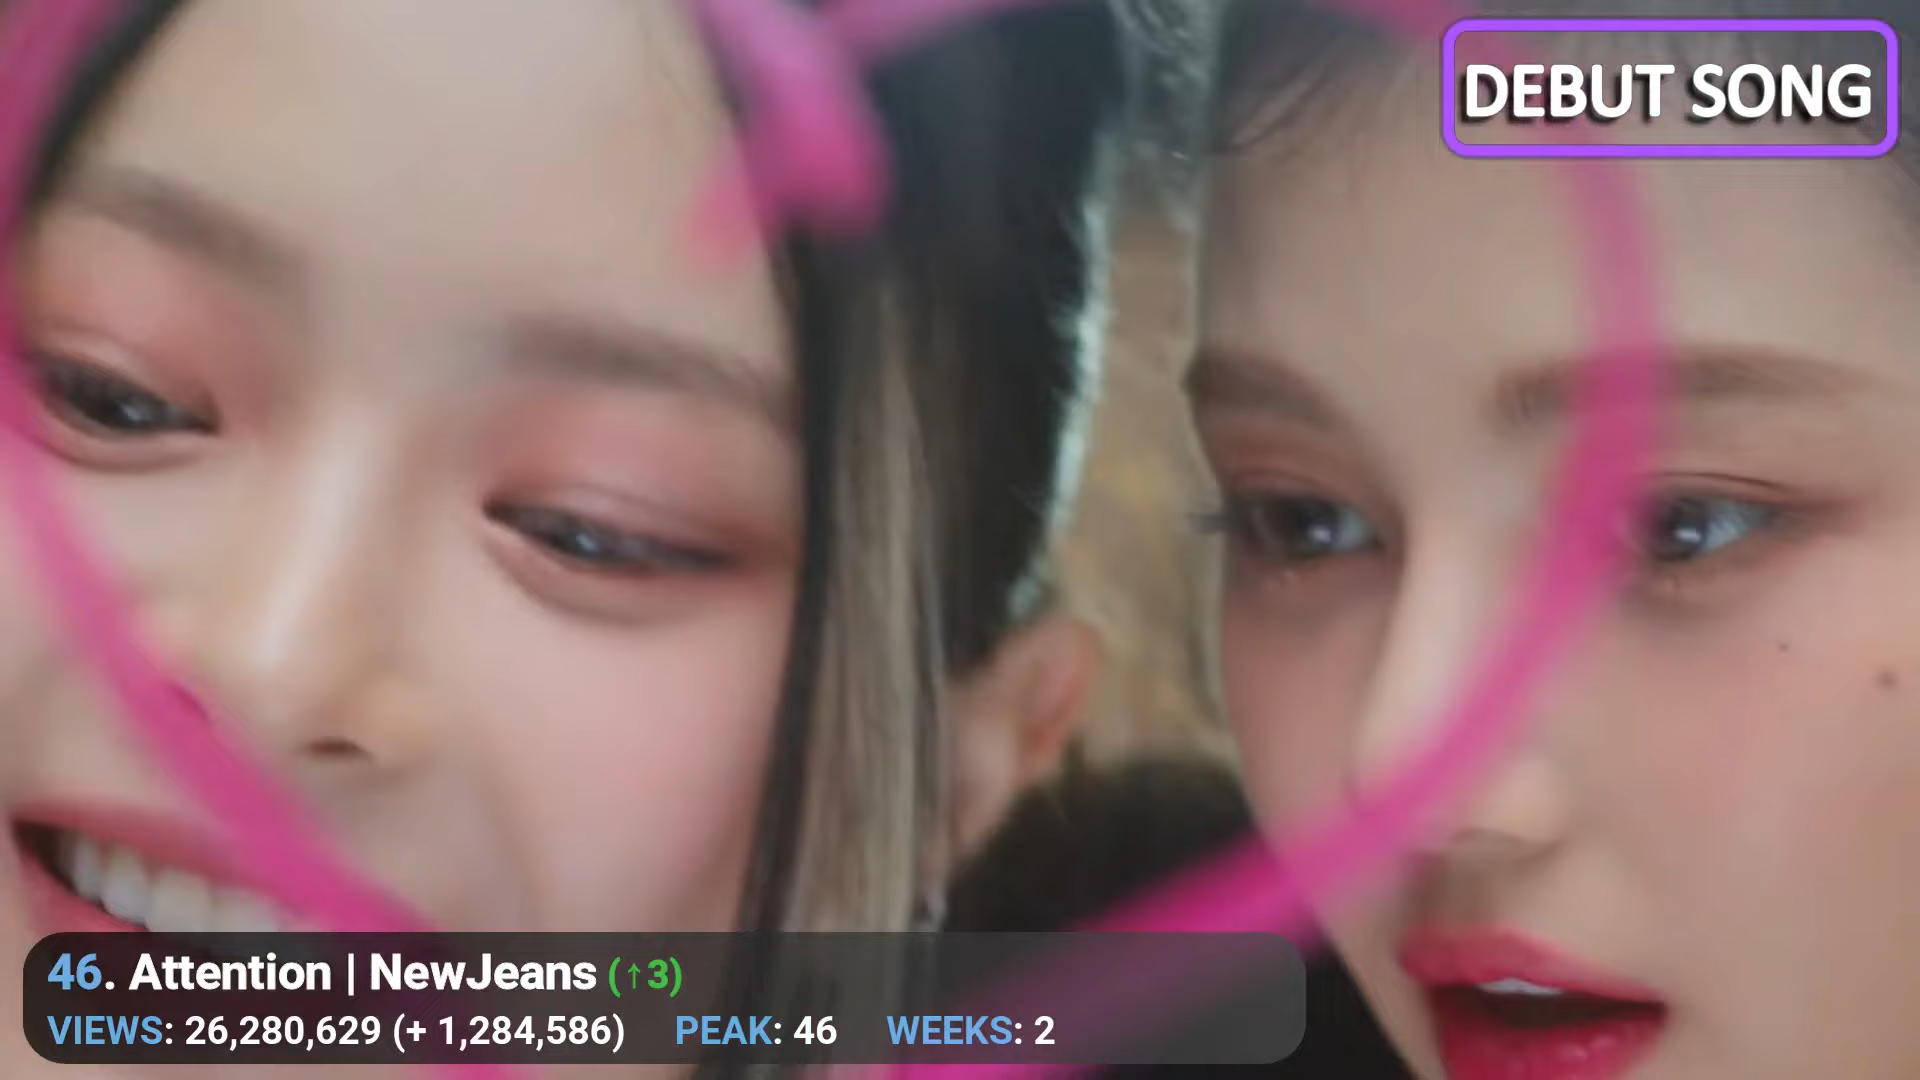 DEBUT SONG
46. Attention | NewJeans (↑3)
VIEWS: 26,280,629 (+ 1,284,586) PEAK: 46 WEEKS: 2